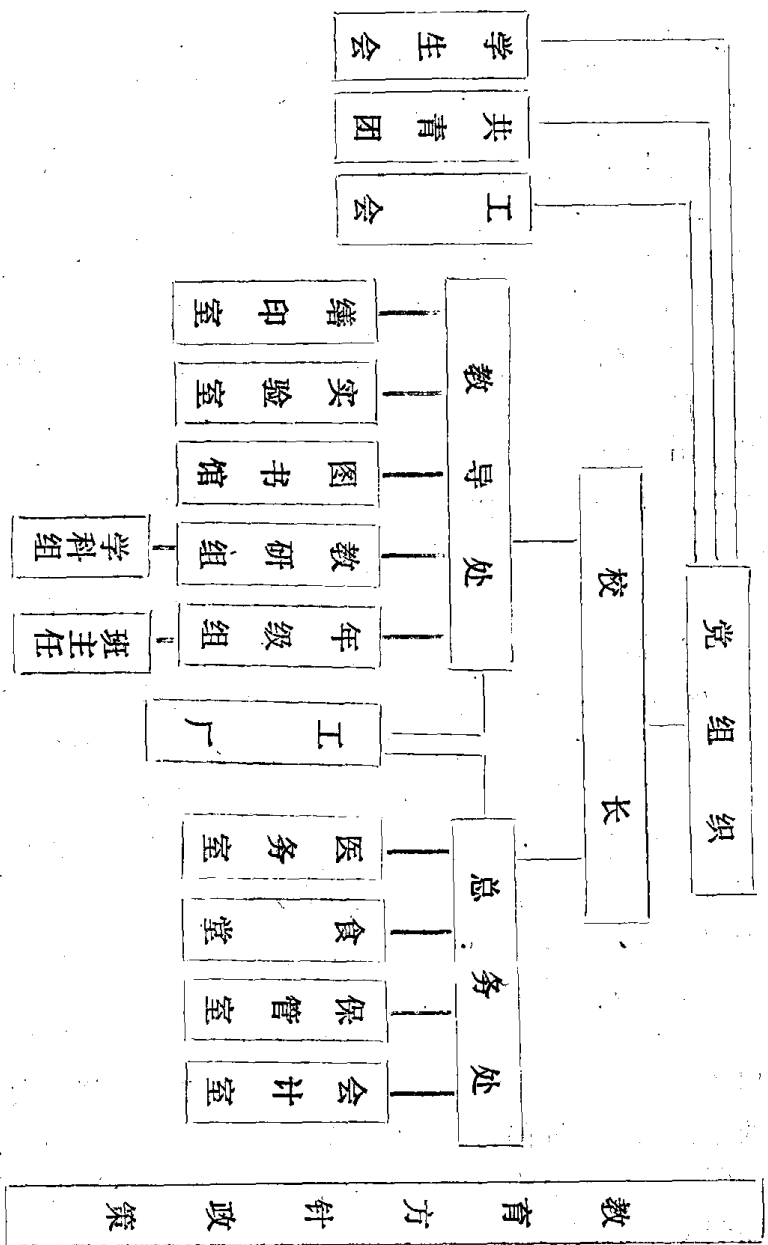 党组织
校长
教导处
总务处
学生会
共青团
工会
缮印室
实验室
图书馆
教研组
年级组
工厂
医务室
食堂
保管室
会计室
学科组
班主任
教育方针政策